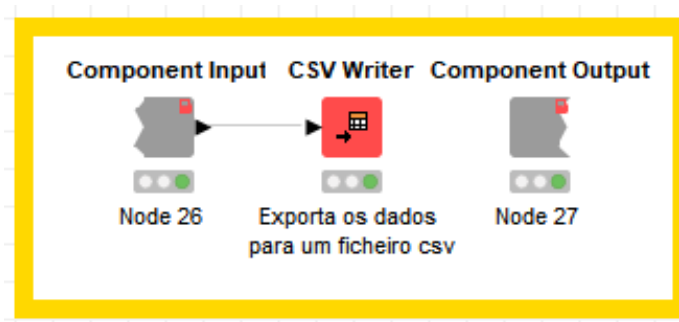 Component Input CSV Writer Component Output
Node 26
Exporta os dados
para um ficheiro csv
Node 27